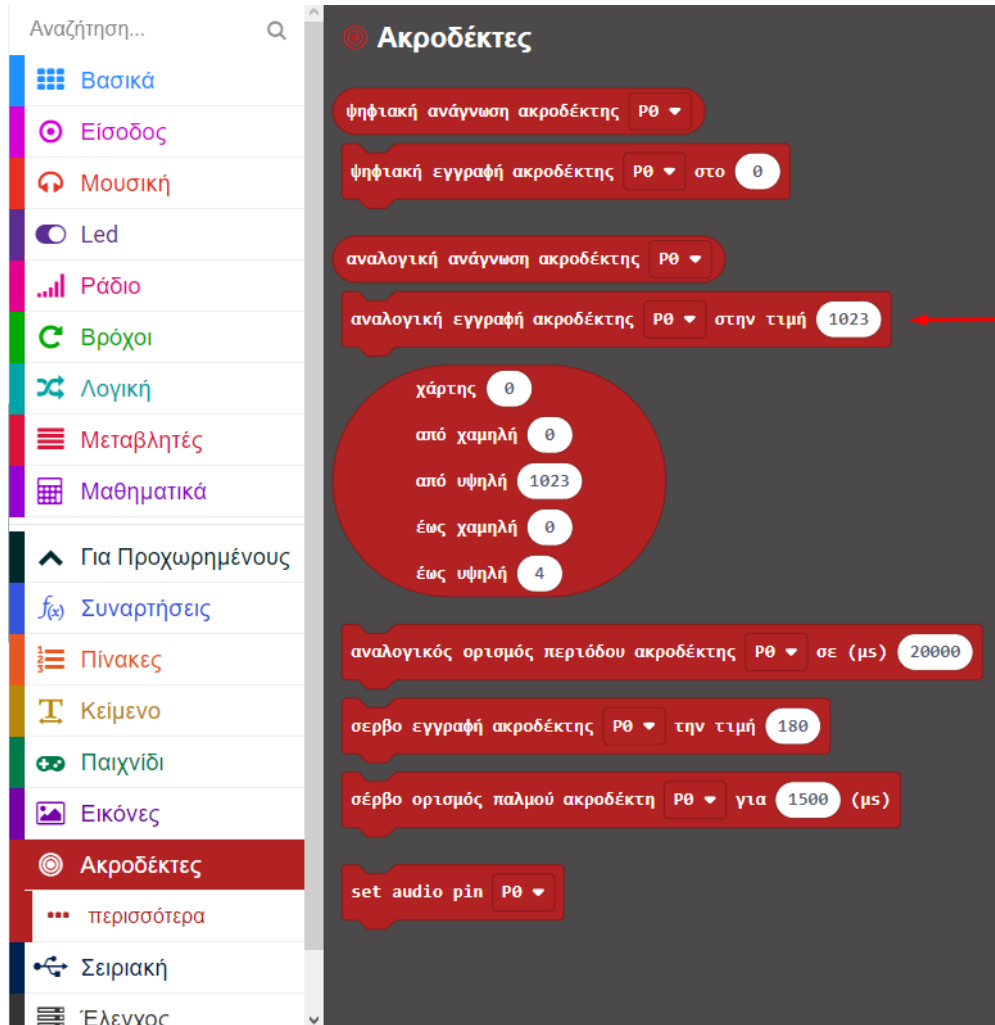 Αναζήτηση...
Βασικά
Είσοδος
Μουσική
Led
Ράδιο
Βρόχοι
Λογική
Μεταβλητές
Μαθηματικά
Για Προχωρημένους
f(x) Συναρτήσεις
Πίνακες
Κείμενο
Παιχνίδι
Εικόνες
Ακροδέκτες
περισσότερα
Σειριακή
Έλεγχος
Ακροδέκτες
ψηφιακή ανάγνωση ακροδέκτης P0
ψηφιακή εγγραφή ακροδέκτης P0 στο 0
αναλογική ανάγνωση ακροδέκτης P0
αναλογική εγγραφή ακροδέκτης P0 στην τιμή 1023
χάρτης 0
από χαμηλή 0
από υψηλή 1023
έως χαμηλή 0
έως υψηλή 4
αναλογικός ορισμός περιόδου ακροδέκτης P0 σε (μs) 20000
σερβο εγγραφή ακροδέκτης P0 την τιμή 180
σέρβο ορισμός παλμού ακροδέκτη P0 για 1500 (μs)
set audio pin P0